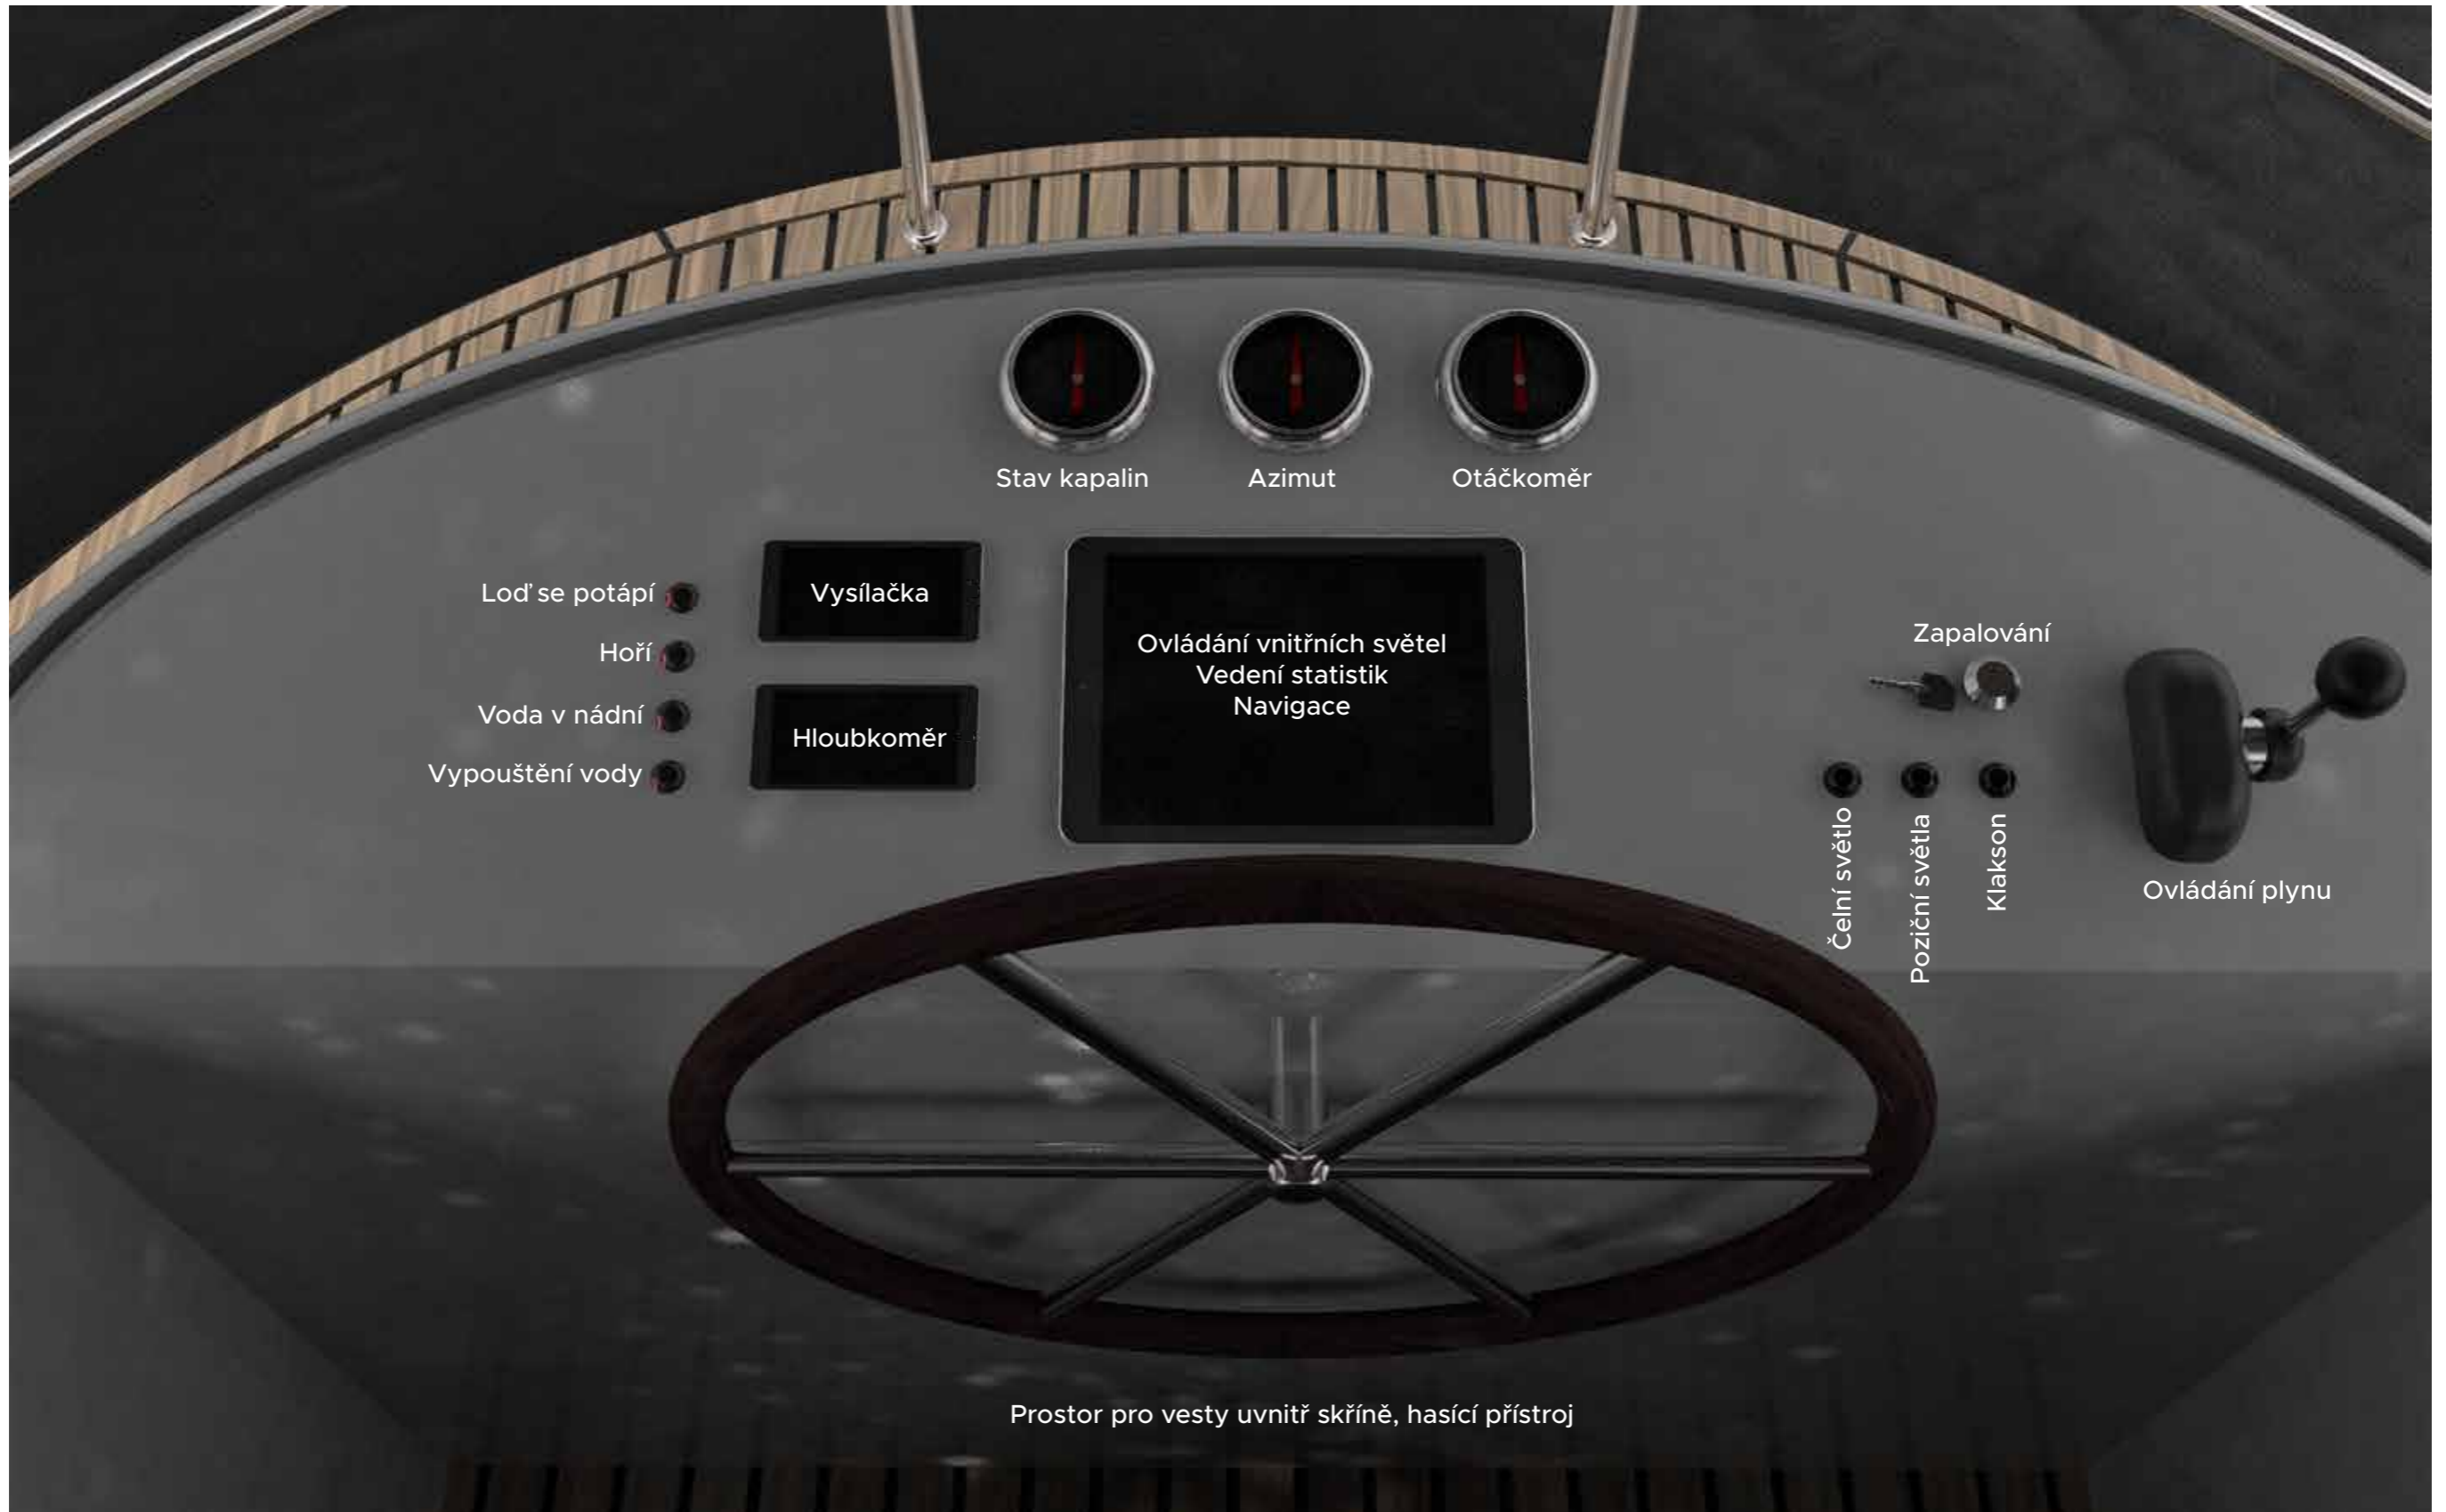 Stav kapalin
Azimut
Otáčkoměr
Loď se potápí
Hoří
Voda v nádní
Vypouštění vody
Vysílačka
Hloubkoměr
Ovládání vnitřních světel
Vedení statistik
Navigace
Zapalování
Čelní světlo
Poziční světla
Klakson
Ovládání plynu
Prostor pro vesty uvnitř skříně, hasící přístroj